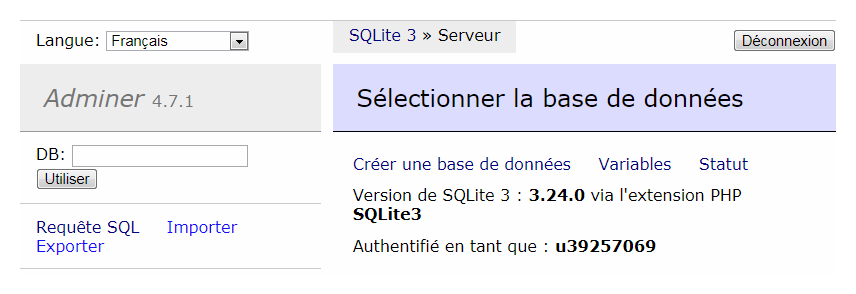 Langue: Français
SQLite 3 » Serveur
Déconnexion
Adminer 4.7.1
Sélectionner la base de données
DB:
Utiliser
Requête SQL Importer
Exporter
Créer une base de données Variables Statut
Version de SQLite 3 : 3.24.0 via l'extension PHP
SQLite3
Authentifié en tant que : u39257069